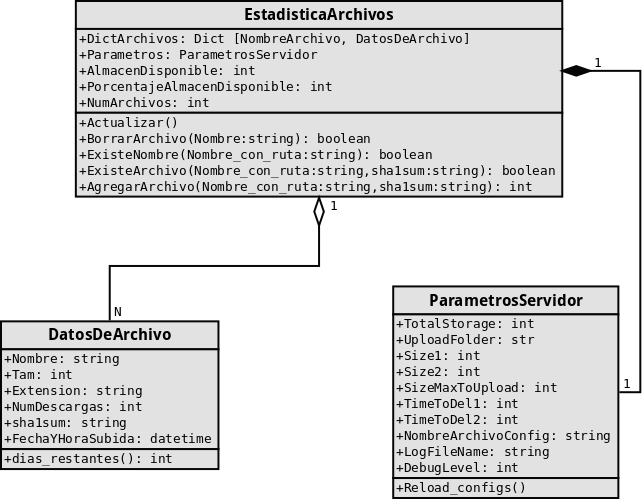 EstadisticaArchivos
+DictArchivos: Dict [NombreArchivo, DatosDeArchivo]
+Parametros: ParametrosServidor
+AlmacenDisponible: int
+PorcentajeAlmacenDisponible: int
+NumArchivos: int
+Actualizar()
+BorrarArchivo(Nombre:string): boolean
+ExisteNombre(Nombre_con_ruta:string): boolean
+ExisteArchivo(Nombre_con_ruta:string,sha1sum:string): boolean
+AgregarArchivo(Nombre_con_ruta:string,sha1sum:string): int
1
1
N
DatosDeArchivo
+Nombre: string
+Tam: int
+Extension: string
+NumDescargas: int
+sha1sum: string
+FechaYHoraSubida: datetime
+dias_restantes(): int
ParametrosServidor
+TotalStorage: int
+UploadFolder: str
+Size1: int
+Size2: int
+SizeMaxToUpload: int
+TimeToDel1: int
+TimeToDel2: int
+NombreArchivoConfig: string
+LogFileName: string
+DebugLevel: int
+Reload_configs()
1